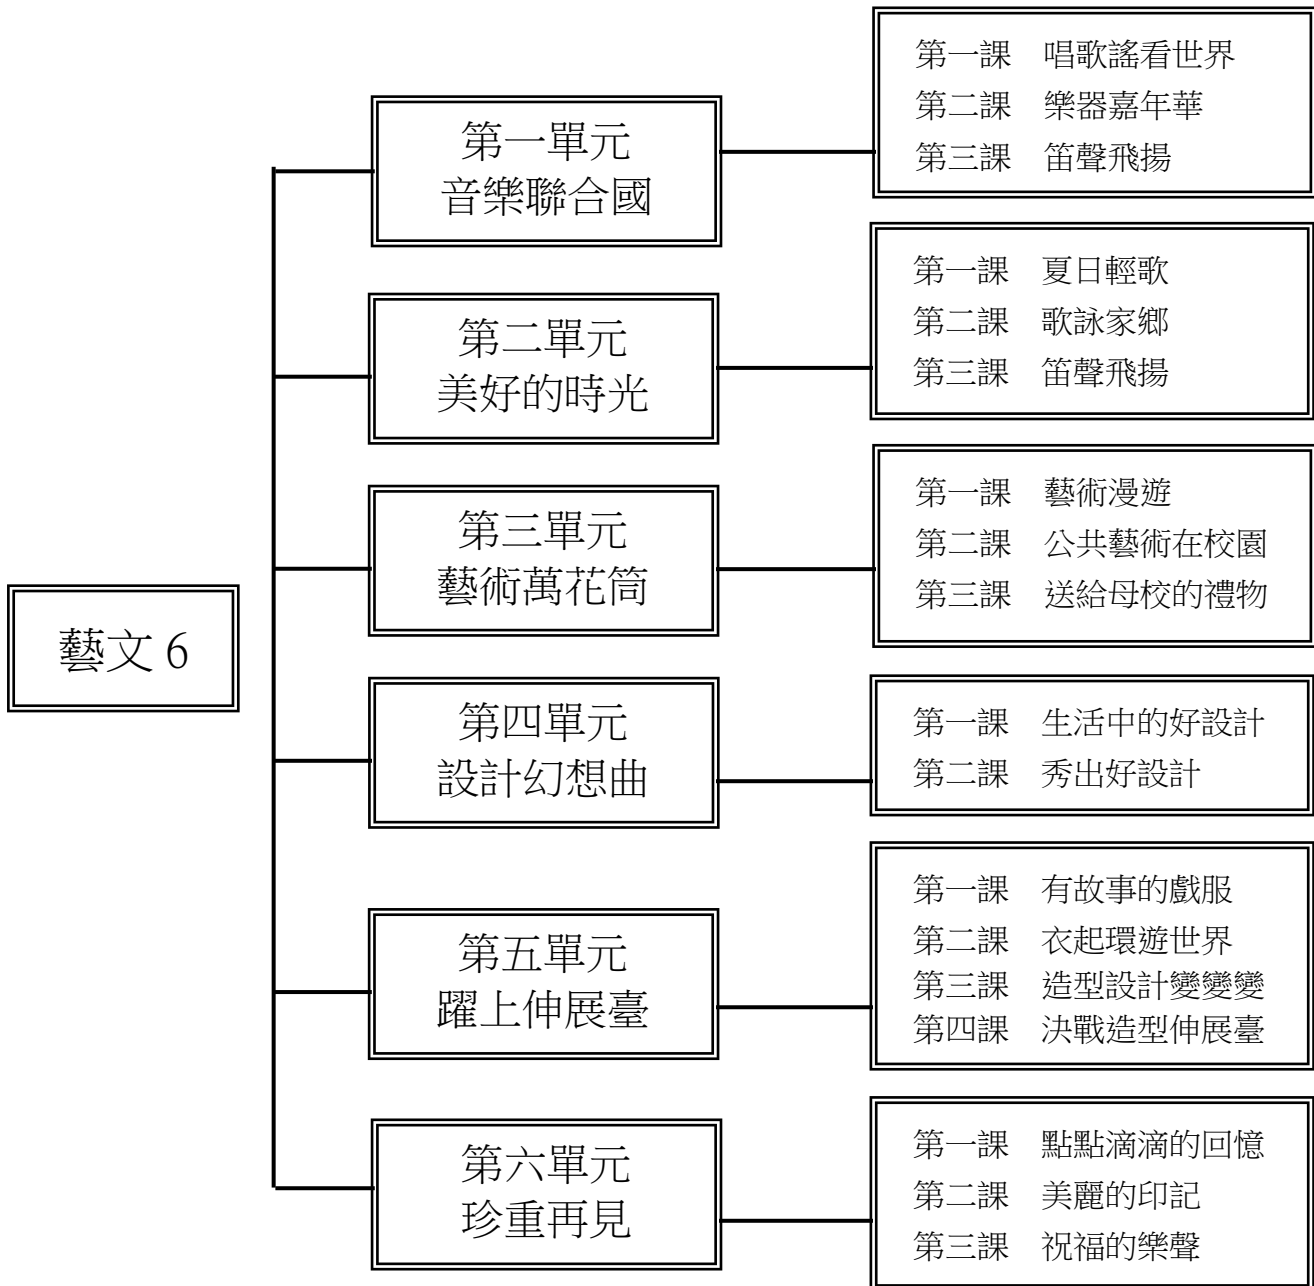 藝文 6
第一單元
音樂聯合國
第一課　唱歌謠看世界
第二課　樂器嘉年華
第三課　笛聲飛揚
第二單元
美好的時光
第一課　夏日輕歌
第二課　歌詠家鄉
第三課　笛聲飛揚
第三單元
藝術萬花筒
第一課　藝術漫遊
第二課　公共藝術在校園
第三課　送給母校的禮物
第四單元
設計幻想曲
第一課　生活中的好設計
第二課　秀出好設計
第五單元
躍上伸展臺
第一課　有故事的戲服
第二課　衣起環遊世界
第三課　造型設計變變變
第四課　決戰造型伸展臺
第六單元
珍重再見
第一課　點點滴滴的回憶
第二課　美麗的印記
第三課　祝福的樂聲